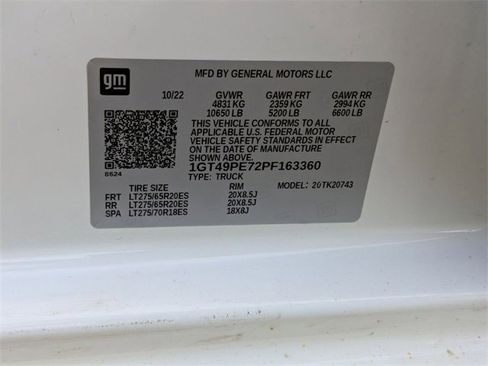 gm
MFD BY GENERAL MOTORS LLC
10/22 GVWR GAWR FRT GAWR RR
4831 KG 2359 KG 2994 KG
10650 LB 5200 LB 6600 LB
THIS VEHICLE CONFORMS TO ALL
APPLICABLE U.S. FEDERAL MOTOR
VEHICLE SAFETY STANDARDS IN EFFECT
ON THE DATE OF MANUFACTURE SHOWN ABOVE.
1GT49PE72PF163360
6624 TYPE: TRUCK
TIRE SIZE RIM MODEL: 20TK20743
FRT LT275/65R20ES 20X8.5J
RR LT275/65R20ES 20X8.5J
SPA LT275/70R18ES 18X8J